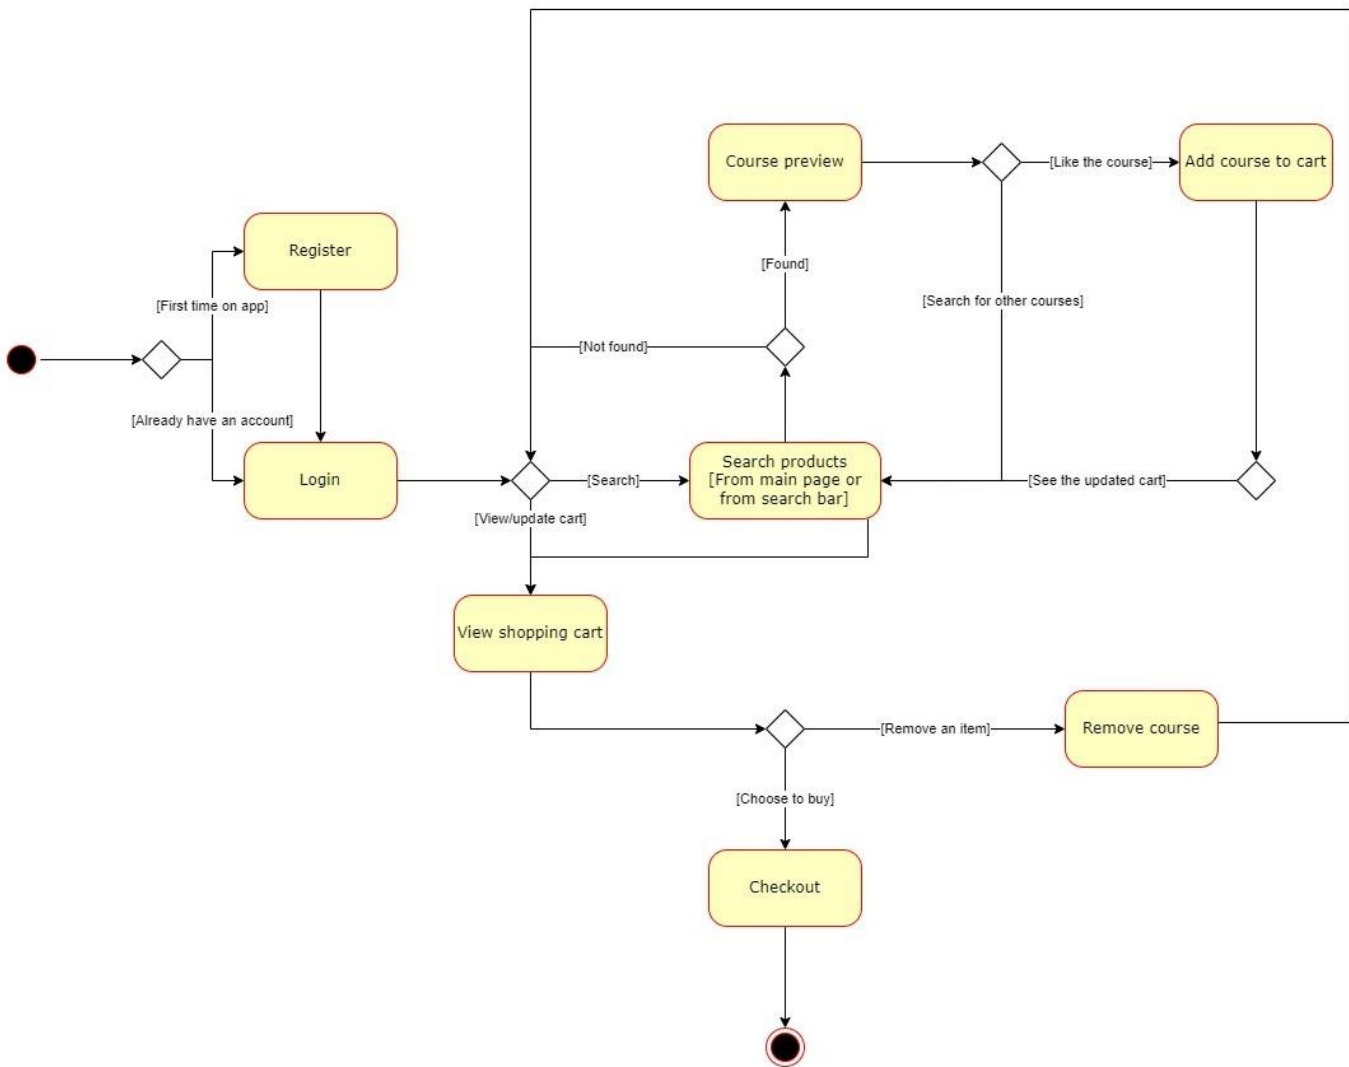 Course preview
[Like the course]
Add course to cart
Register
[Found]
[First time on app]
[Search for other courses]
[Not found]
[Already have an account]
Login
[Search]
Search products
[From main page or
from search bar]
[See the updated cart]
[View/update cart]
View shopping cart
[Remove an item]
Remove course
[Choose to buy]
Checkout